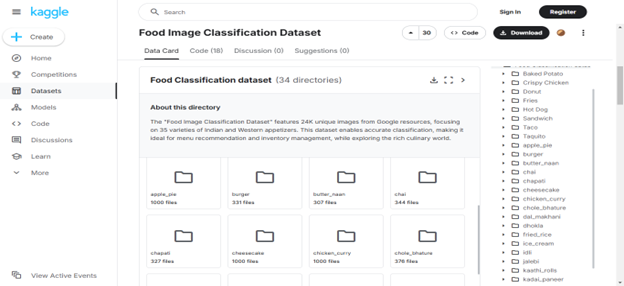 kaggle
Search
Sign In
Register
Create
Home
Competitions
Datasets
Models
Code
Discussions
Learn
More
View Active Events
Food Image Classification Dataset
30
Code
Download
Data Card
Code (18)
Discussion (0)
Suggestions (0)
Food Classification dataset (34 directories)
About this directory
The "Food Image Classification Dataset" features 24K unique images from Google resources, focusing
on 35 varieties of Indian and Western appetizers. This dataset enables accurate classification, making it
ideal for menu recommendation and inventory management, while exploring the rich culinary world.
apple_pie
1000 files
burger
331 files
butter_naan
307 files
chai
344 files
chapati
327 files
cheesecake
1000 files
chicken_curry
1000 files
chole_bhature
376 files
Baked Potato
Crispy Chicken
Donut
Fries
Hot Dog
Sandwich
Taco
Taquito
apple_pie
burger
butter_naan
chai
chapati
cheesecake
chicken_curry
chole_bhature
dal_makhani
dhokla
fried_rice
ice_cream
idli
jalebi
kaathi_rolls
kadai_paneer